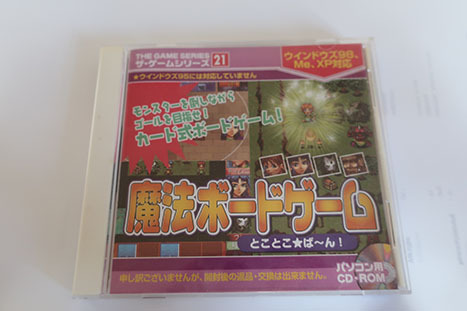 THE GAME SERIES
ザ・ゲームシリーズ 21
★ウインドウズ95には対応していません
ウインドウズ98、
Me、XP対応
モンスターを倒しながら
ゴールを目指せ!
カード式ボードゲーム!
魔法ボードゲーム
とことこ★ば〜ん!
申し訳ございませんが、開封後の返品・交換は出来ません。
パソコン用
CD-ROM